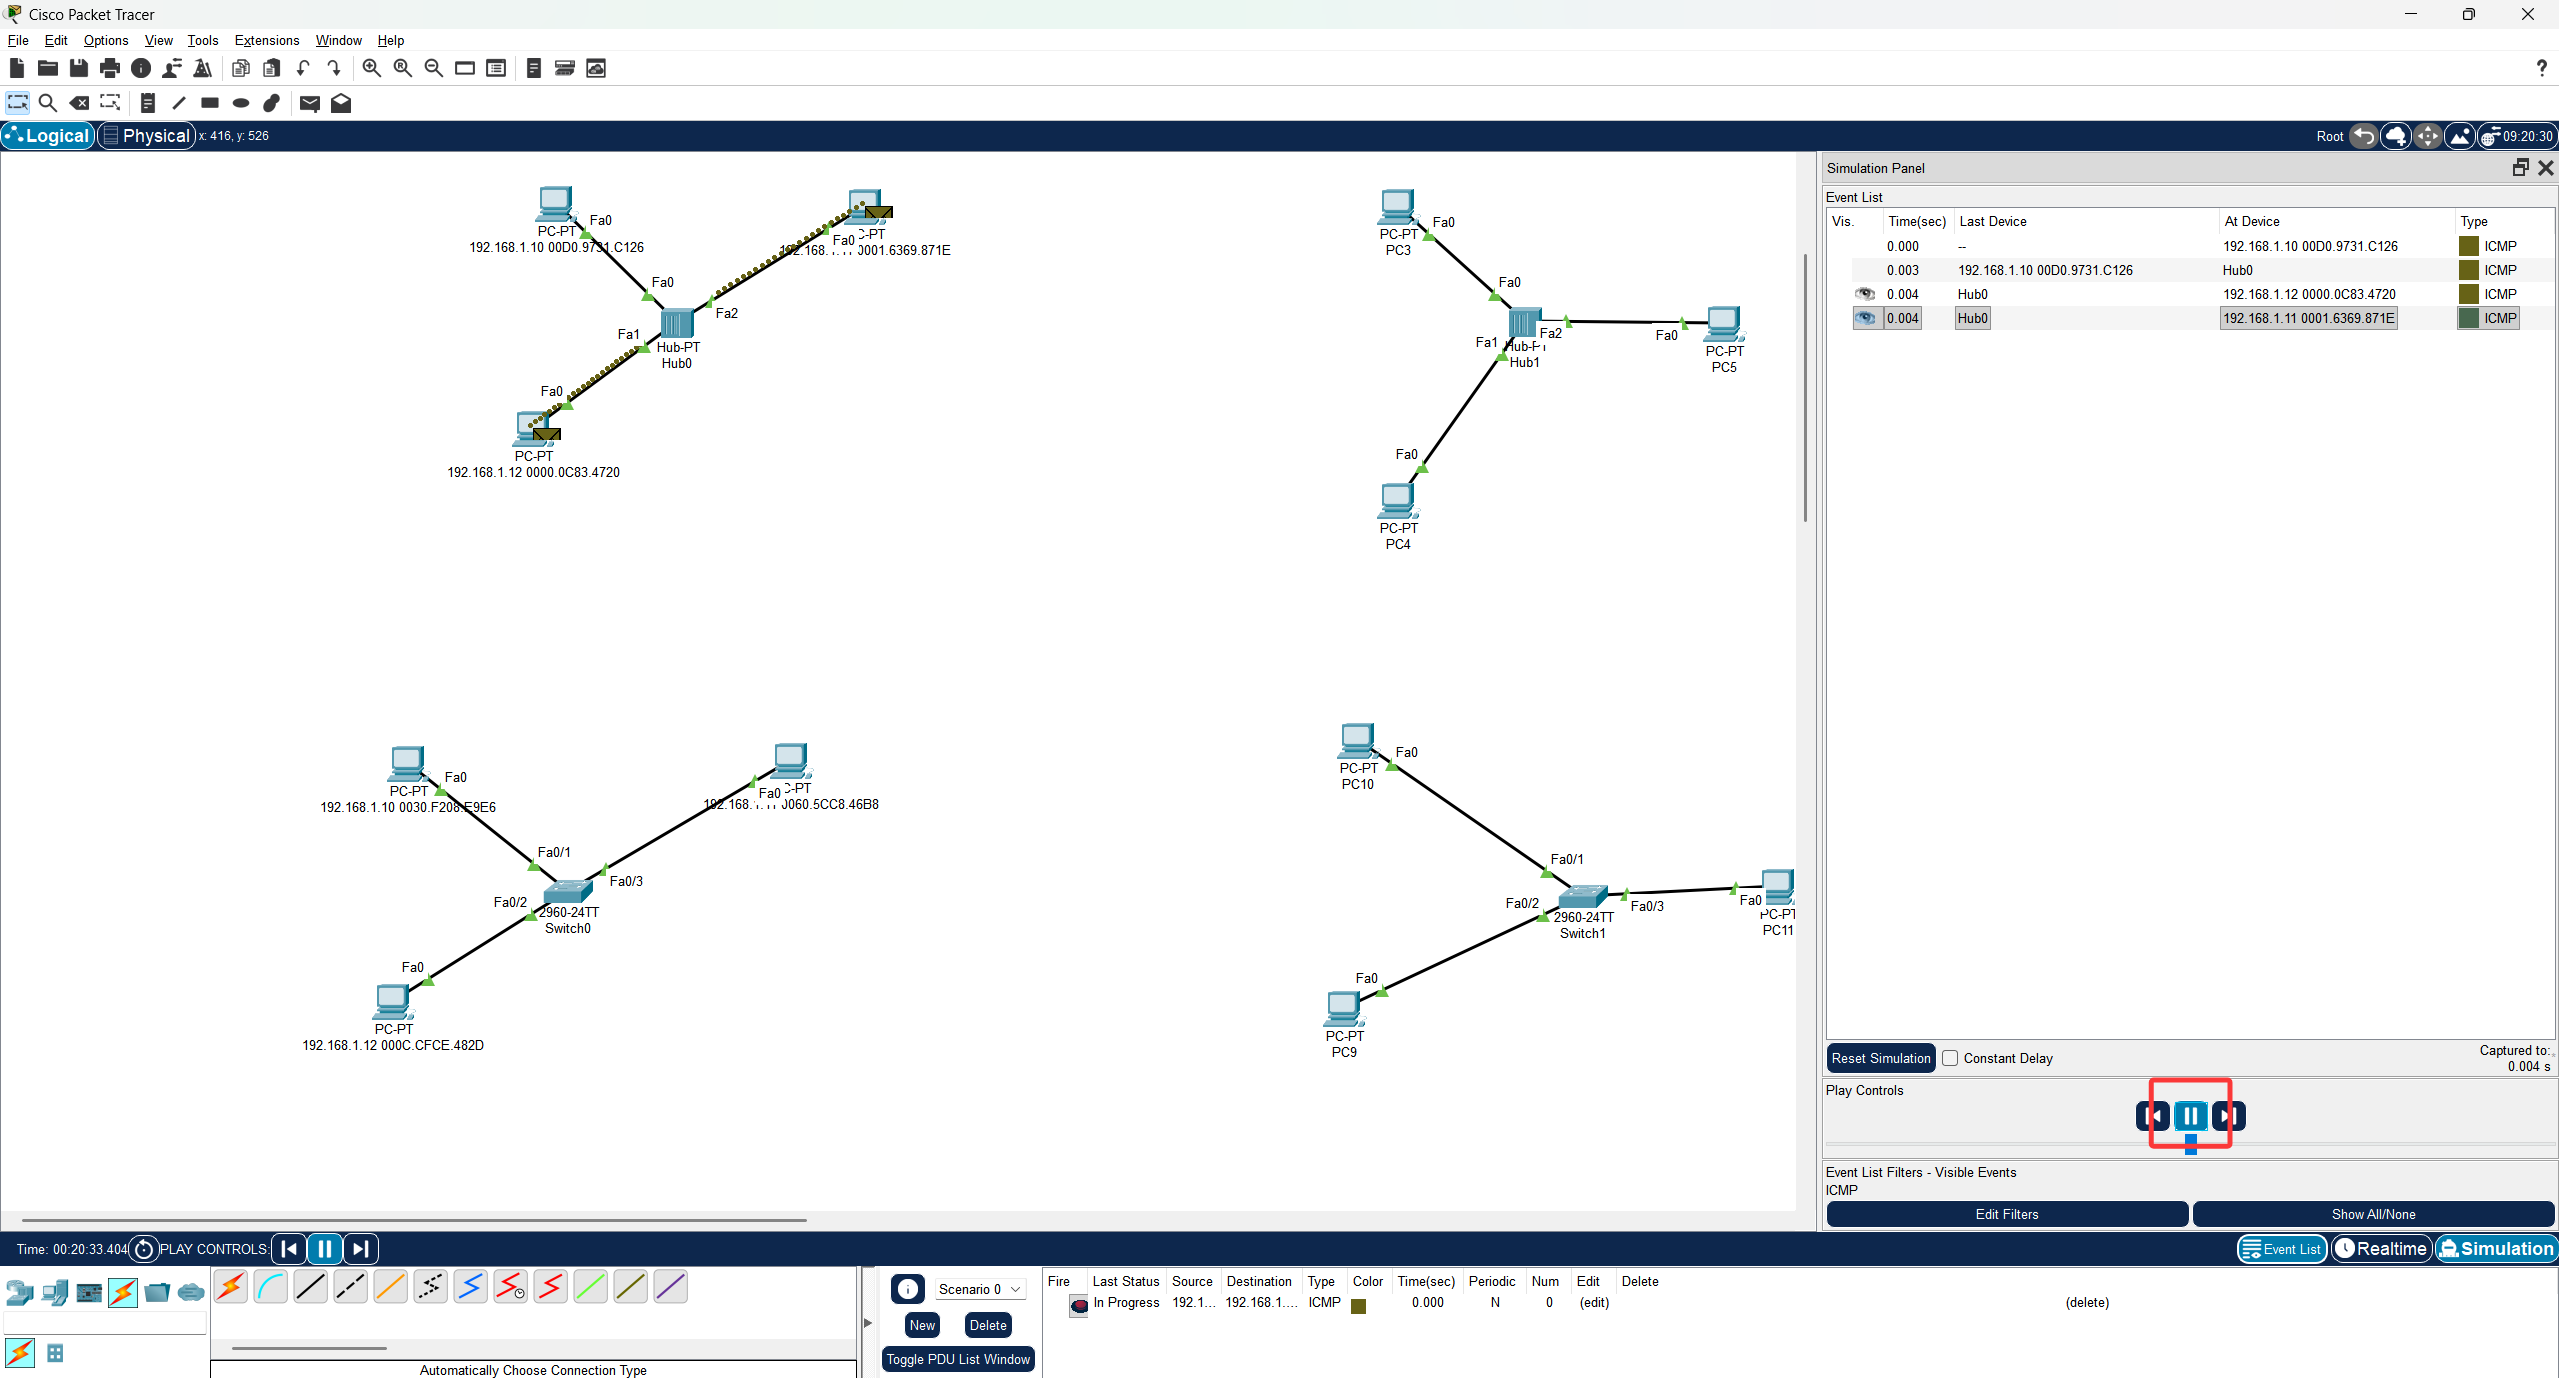 Cisco Packet Tracer
File Edit Options View Tools Extensions Window Help
Logical Physical x: 416, y: 526 Root 09:20:30
Simulation Panel
Event List
Vis. Time(sec) Last Device At Device Type
0.000 -- 192.168.1.10 00D0.9731.C126 ICMP
0.003 192.168.1.10 00D0.9731.C126 Hub0 ICMP
0.004 Hub0 192.168.1.12 0000.0C83.4720 ICMP
0.004 Hub0 192.168.1.11 0001.6369.871E ICMP
Fa0
PC-PT
192.168.1.10 00D0.9731.C126
Fa0
Fa0
192.168.1.11 0001.6369.871E
Fa2
Fa1
Hub-PT
Hub0
Fa0
PC-PT
192.168.1.12 0000.0C83.4720
Fa0
PC-PT
PC3
Fa0
Fa1
Fa2
Hub-PT
Hub1
Fa0
PC-PT
PC5
Fa0
PC-PT
PC4
Fa0
PC-PT
192.168.1.10 0030.F208.E9E6
Fa0
192.168.1.11 0060.5CC8.46B8
Fa0/1
Fa0/3
Fa0/2
2960-24TT
Switch0
Fa0
PC-PT
192.168.1.12 000C.CFCE.482D
Fa0
PC-PT
PC10
Fa0/1
Fa0/2
Fa0/3
2960-24TT
Switch1
Fa0
PC-PT
PC11
Fa0
PC-PT
PC9
Reset Simulation Constant Delay
Captured to:
0.004 s
Play Controls
Event List Filters - Visible Events
ICMP
Edit Filters Show All/None
Time: 00:20:33.404 PLAY CONTROLS: Event List Realtime Simulation
Scenario 0
New Delete
Toggle PDU List Window
Fire Last Status Source Destination Type Color Time(sec) Periodic Num Edit Delete
In Progress 192.1... 192.168.1.... ICMP 0.000 N 0 (edit) (delete)
Automatically Choose Connection Type